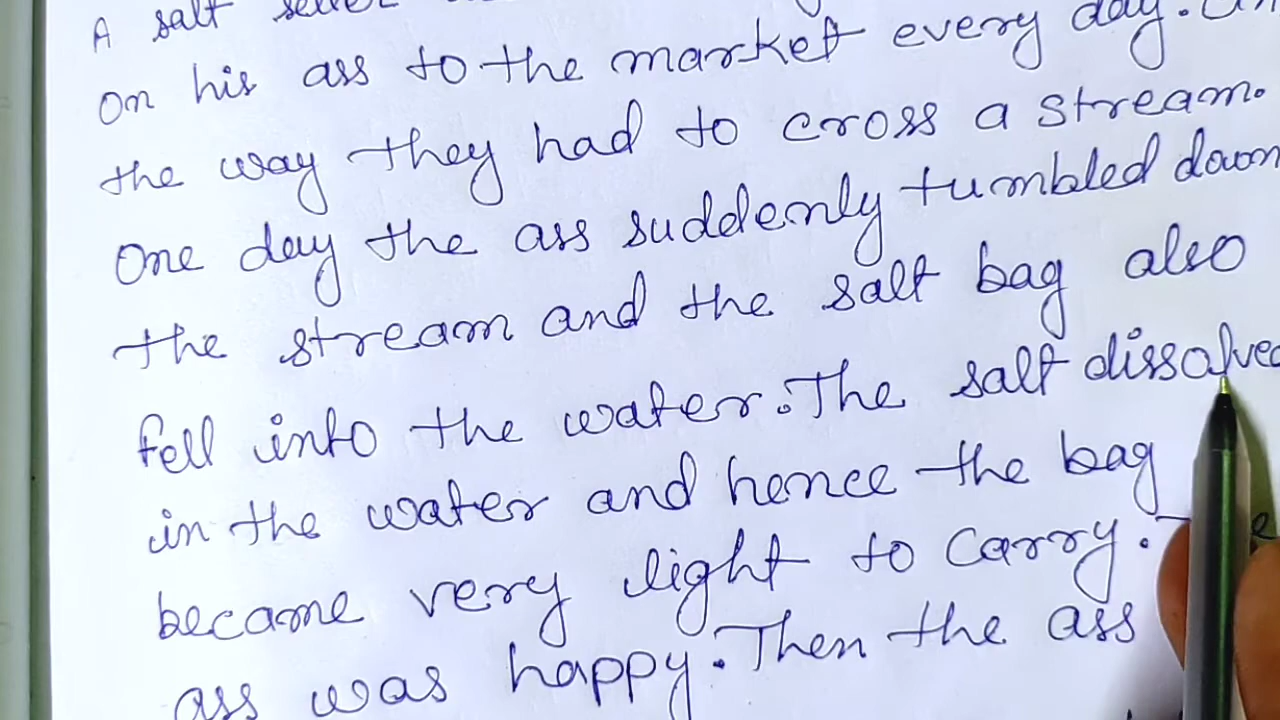 A salt seller
on his ass to the market every day. On
the way they had to cross a stream.
One day the ass suddenly tumbled down
the stream and the salt bag also
fell into the water. The salt dissolved
in the water and hence the bag
became very light to carry.
ass was happy. Then the ass